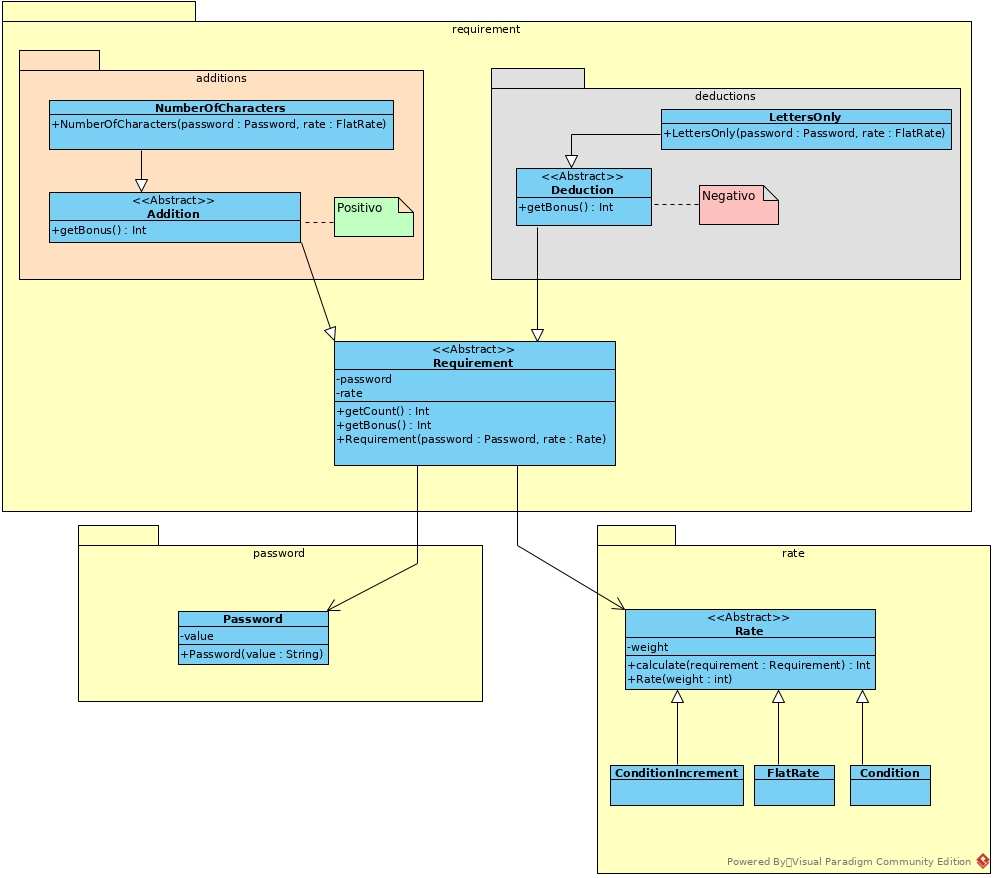 requirement
additions
NumberOfCharacters
+NumberOfCharacters(password : Password, rate : FlatRate)
<<Abstract>>
Addition
+getBonus() : Int
Positivo
deductions
LettersOnly
+LettersOnly(password : Password, rate : FlatRate)
<<Abstract>>
Deduction
+getBonus() : Int
Negativo
<<Abstract>>
Requirement
-password
-rate
+getCount() : Int
+getBonus() : Int
+Requirement(password : Password, rate : Rate)
password
Password
-value
+Password(value : String)
rate
<<Abstract>>
Rate
-weight
+calculate(requirement : Requirement) : Int
+Rate(weight : int)
ConditionIncrement
FlatRate
Condition
Powered By Visual Paradigm Community Edition